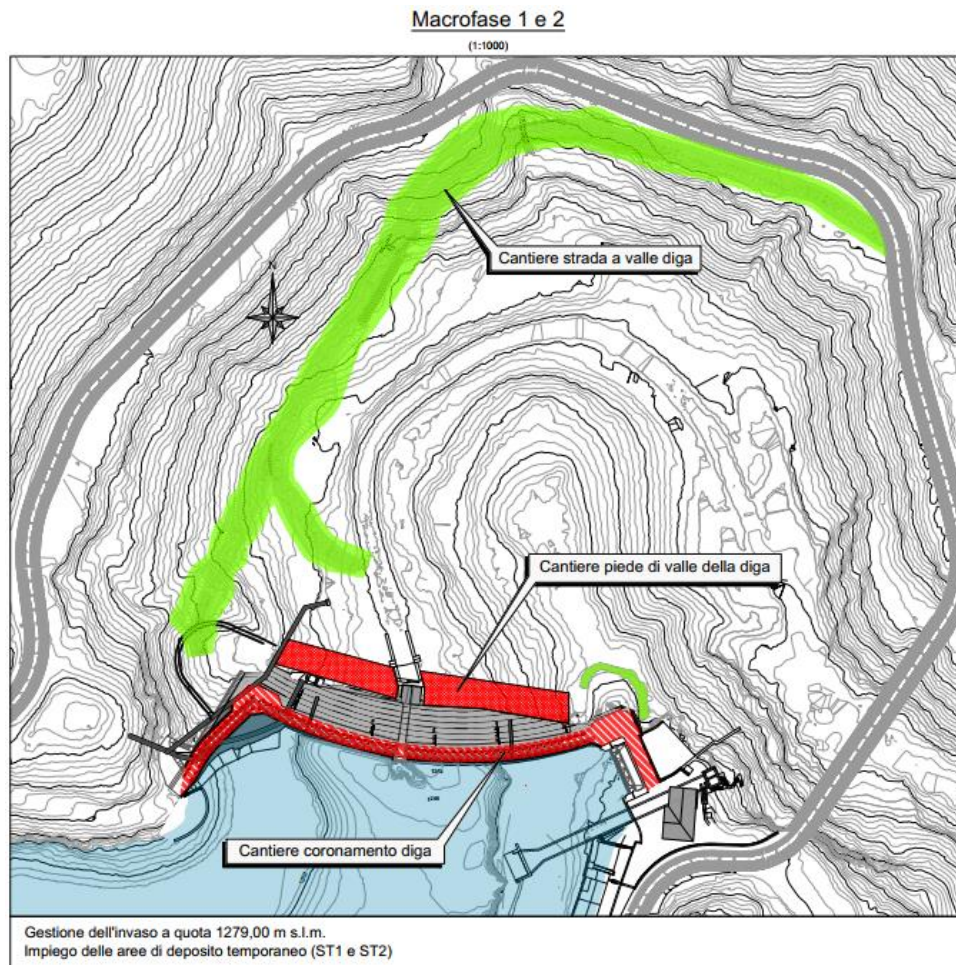 Macrofase 1 e 2
(1:1000)
N
Cantiere strada a valle diga
Cantiere piede di valle della diga
Cantiere coronamento diga
Gestione dell'invaso a quota 1279,00 m s.l.m.
Impiego delle aree di deposito temporaneo (ST1 e ST2)